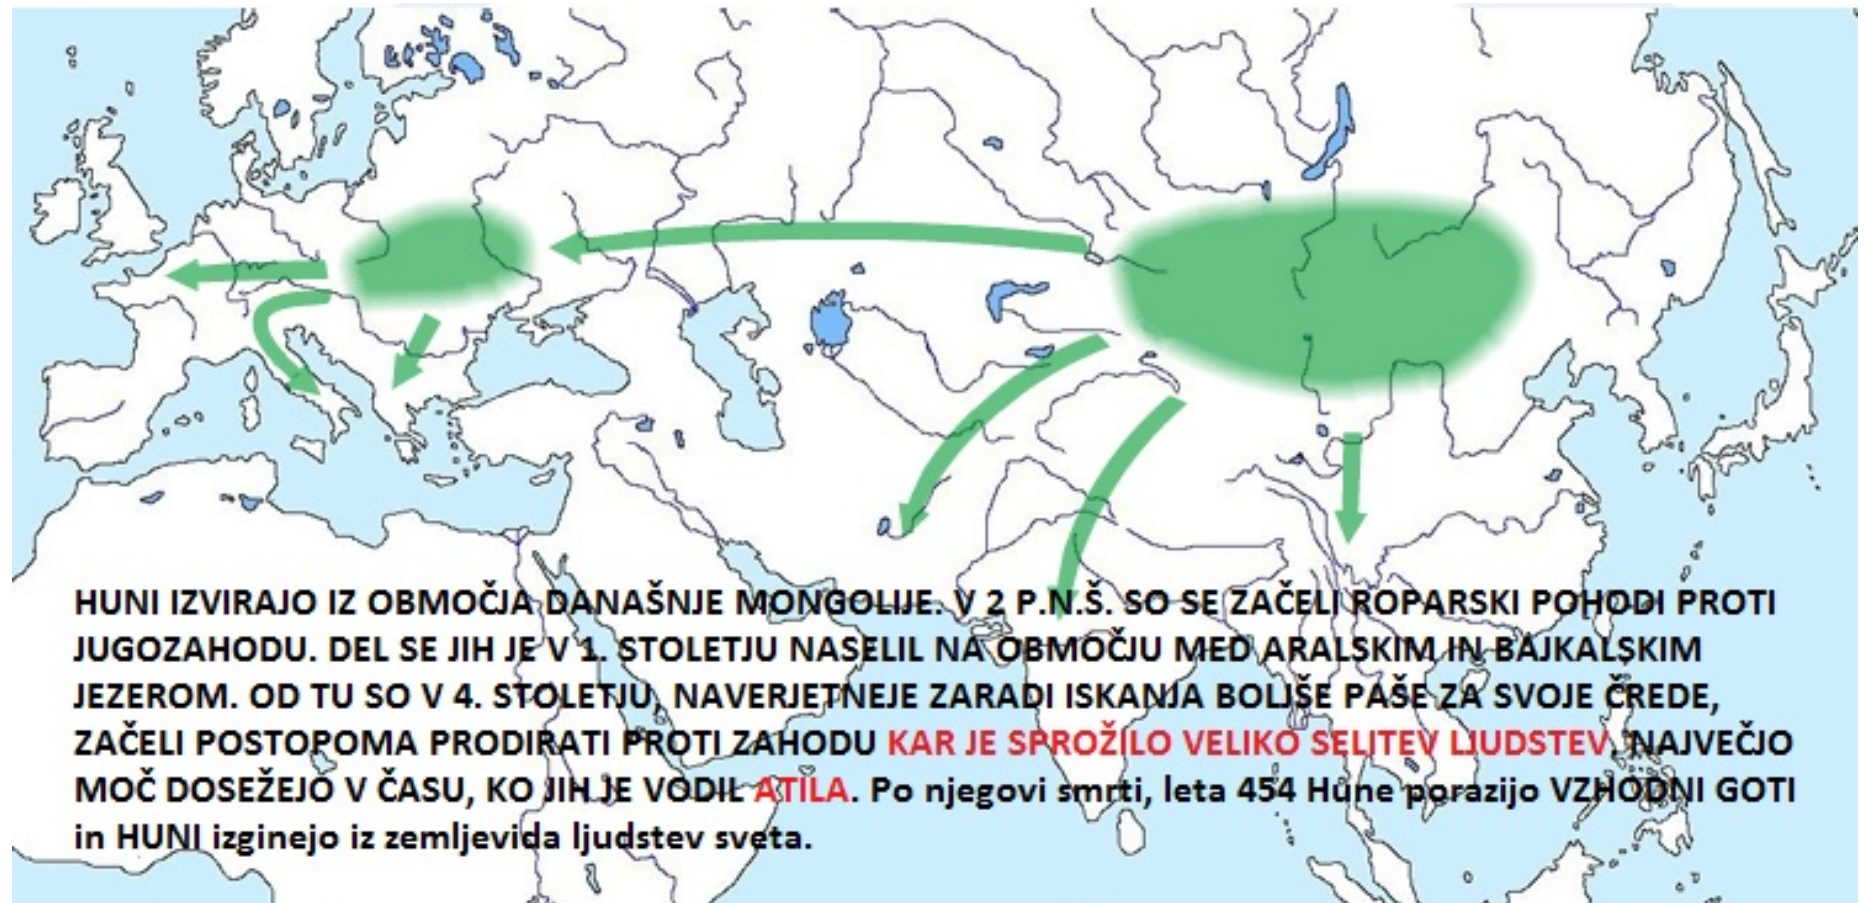 HUNI IZVIRAJO IZ OBMOČJA DANAŠNJE MONGOLIJE. V 2 P.N.Š. SO SE ZAČELI ROPARSKI POHODI PROTI
JUGOZAHODU. DEL SE JIH JE V 1. STOLETJU NASELIL NA OBMOČJU MED ARALSKIM IN BAJKALSKIM
JEZEROM. OD TU SO V 4. STOLETJU, NAVERJETNEJE ZARADI ISKANJA BOLJŠE PAŠE ZA SVOJE ČREDE,
ZAČELI POSTOPOMA PRODIRATI PROTI ZAHODU KAR JE SPROŽILO VELIKO SELITEV LJUDSTEV. NAJVEČJO
MOČ DOSEŽEJO V ČASU, KO JIH JE VODIL ATILA. Po njegovi smrti, leta 454 Hune porazijo VZHODNI GOTI
in HUNI izginejo iz zemljevida ljudstev sveta.